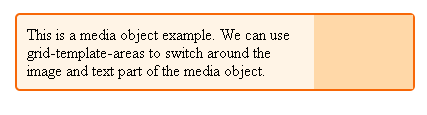 This is a media object example. We can use
grid-template-areas to switch around the
image and text part of the media object.